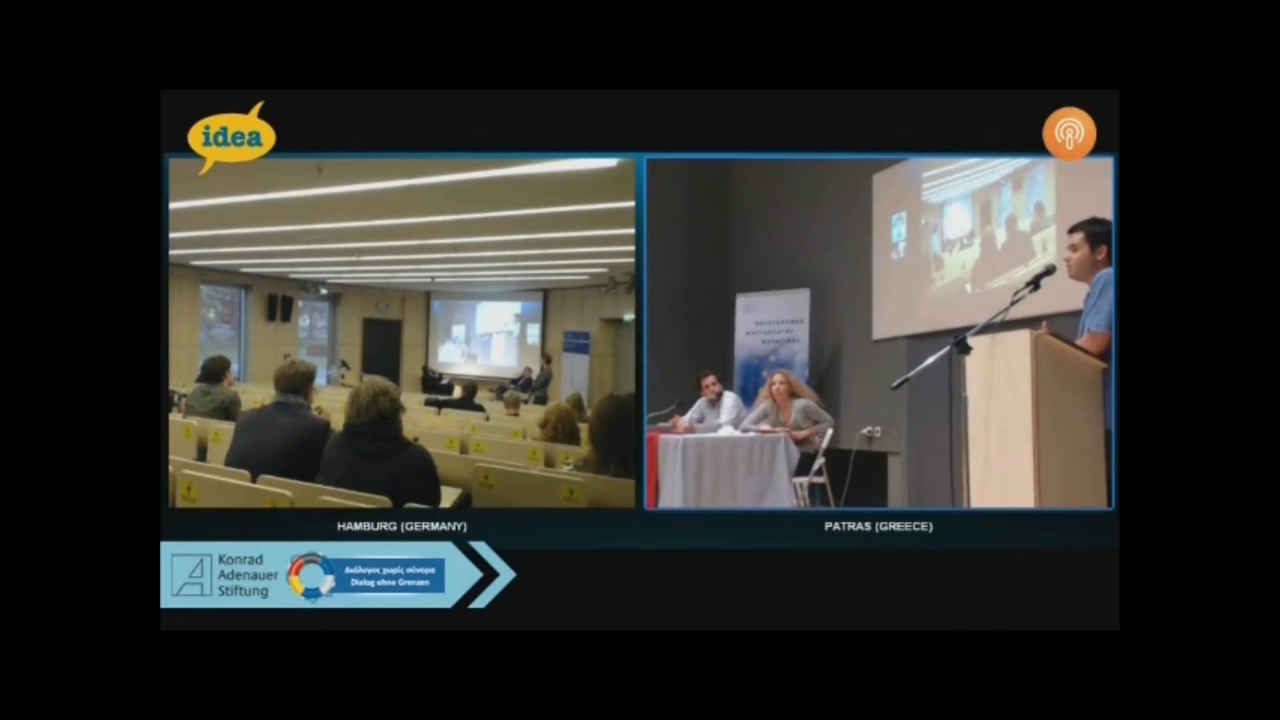 idea
HAMBURG (GERMANY)
PATRAS (GREECE)
Konrad
Adenauer
Stiftung
Διάλογος χωρίς σύνορα
Dialog ohne Grenzen